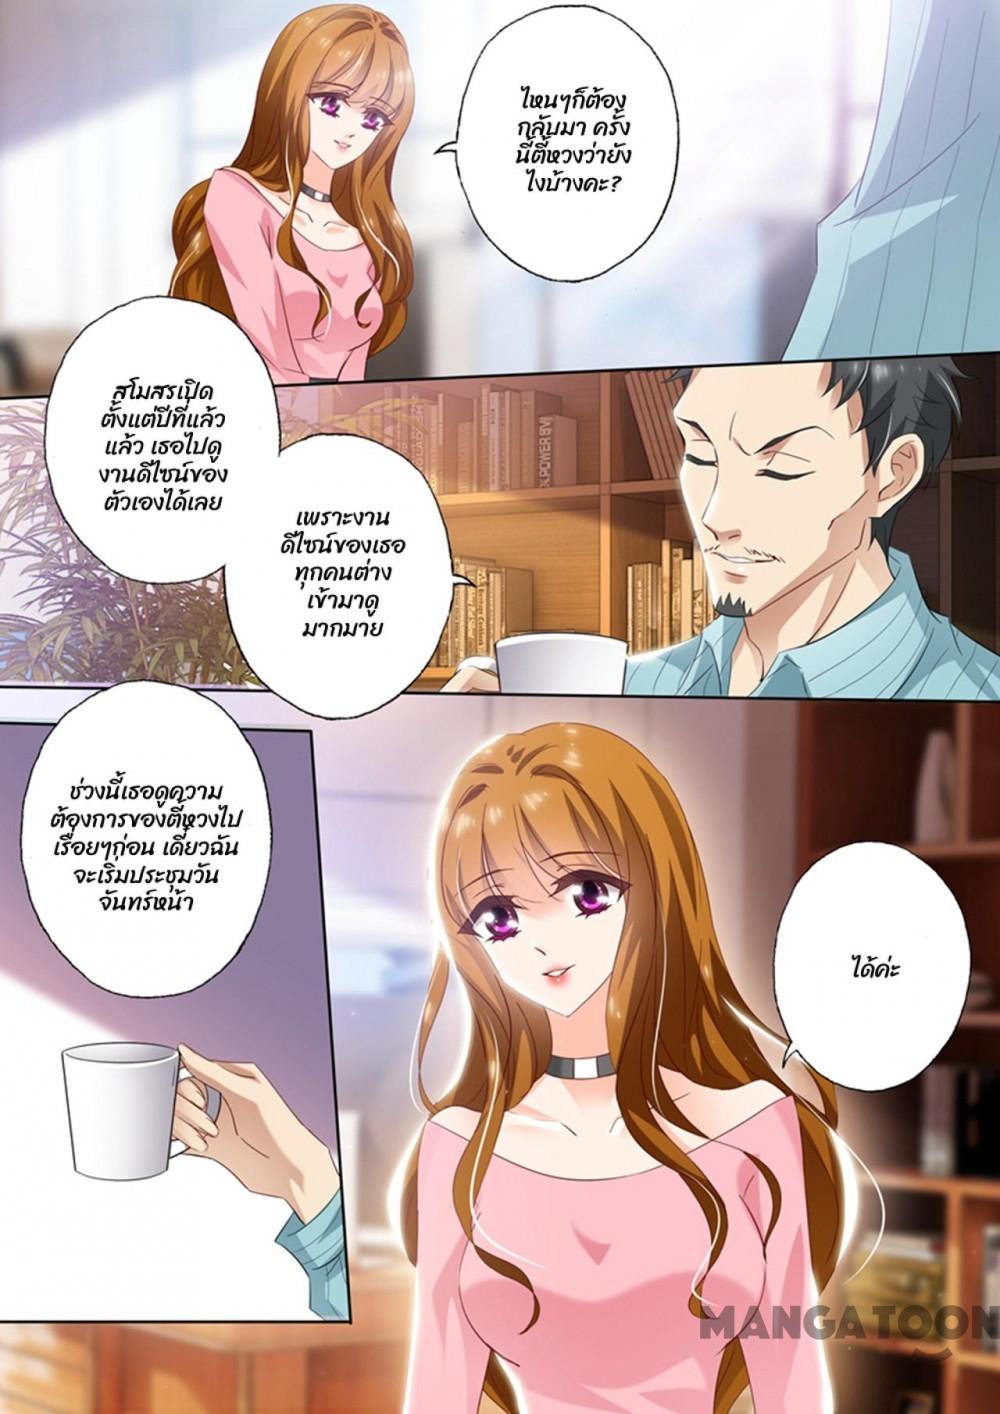 ไหนๆก็ต้อง
กลับมา ครั้ง
นี้ตี้หวงว่ายัง
ไงบ้างคะ?
สโมสรเปิด
ตั้งแต่ปีที่แล้ว
แล้ว เธอไปดู
งานดีไซน์ของ
ตัวเองได้เลย
เพราะงาน
ดีไซน์ของเธอ
ทุกคนต่าง
เข้ามาดู
มากมาย
ช่วงนี้เธอดูความ
ต้องการของตี้หวงไป
เรื่อยๆก่อน เดี๋ยวฉัน
จะเริ่มประชุมวัน
จันทร์หน้า
ได้ค่ะ
MANGATOON